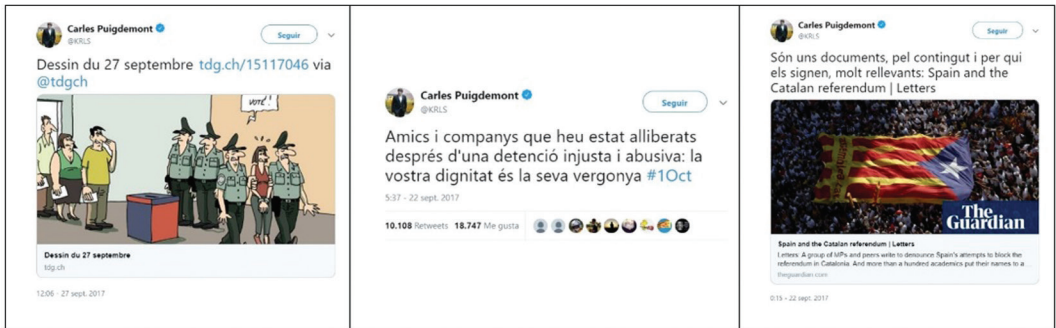 Carles Puigdemont
@KRLS
Seguir
Dessin du 27 septembre tdg.ch/15117046 via
@tdgch
VOTÉ!
Dessin du 27 septembre
tdg.ch
12:06 - 27 sept. 2017
Carles Puigdemont
@KRLS
Seguir
Amics i companys que heu estat alliberats
després d'una detenció injusta i abusiva: la
vostra dignitat és la seva vergonya #1Oct
5:37 - 22 sept. 2017
10.108 Retweets 18.747 Me gusta
Carles Puigdemont
@KRLS
Seguir
Són uns documents, pel contingut i per qui
els signen, molt rellevants: Spain and the
Catalan referendum | Letters
The
Guardian
Spain and the Catalan referendum | Letters
Letters: A group of MPs and peers write to denounce Spain's attempts to block the
referendum in Catalonia. And more than a hundred academics put their names to a...
theguardian.com
0:15 - 22 sept. 2017